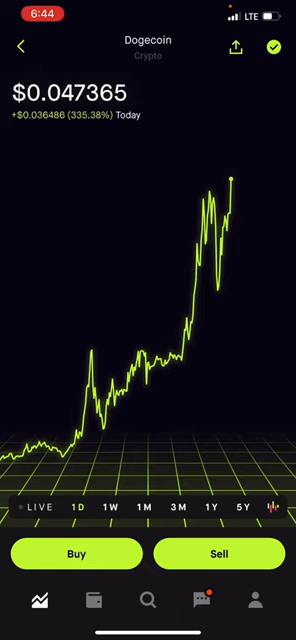 6:44
LTE
Dogecoin
Crypto
$0.047365
+$0.036486 (335.38%) Today
LIVE 1D 1W 1M 3M 1Y 5Y
Buy Sell